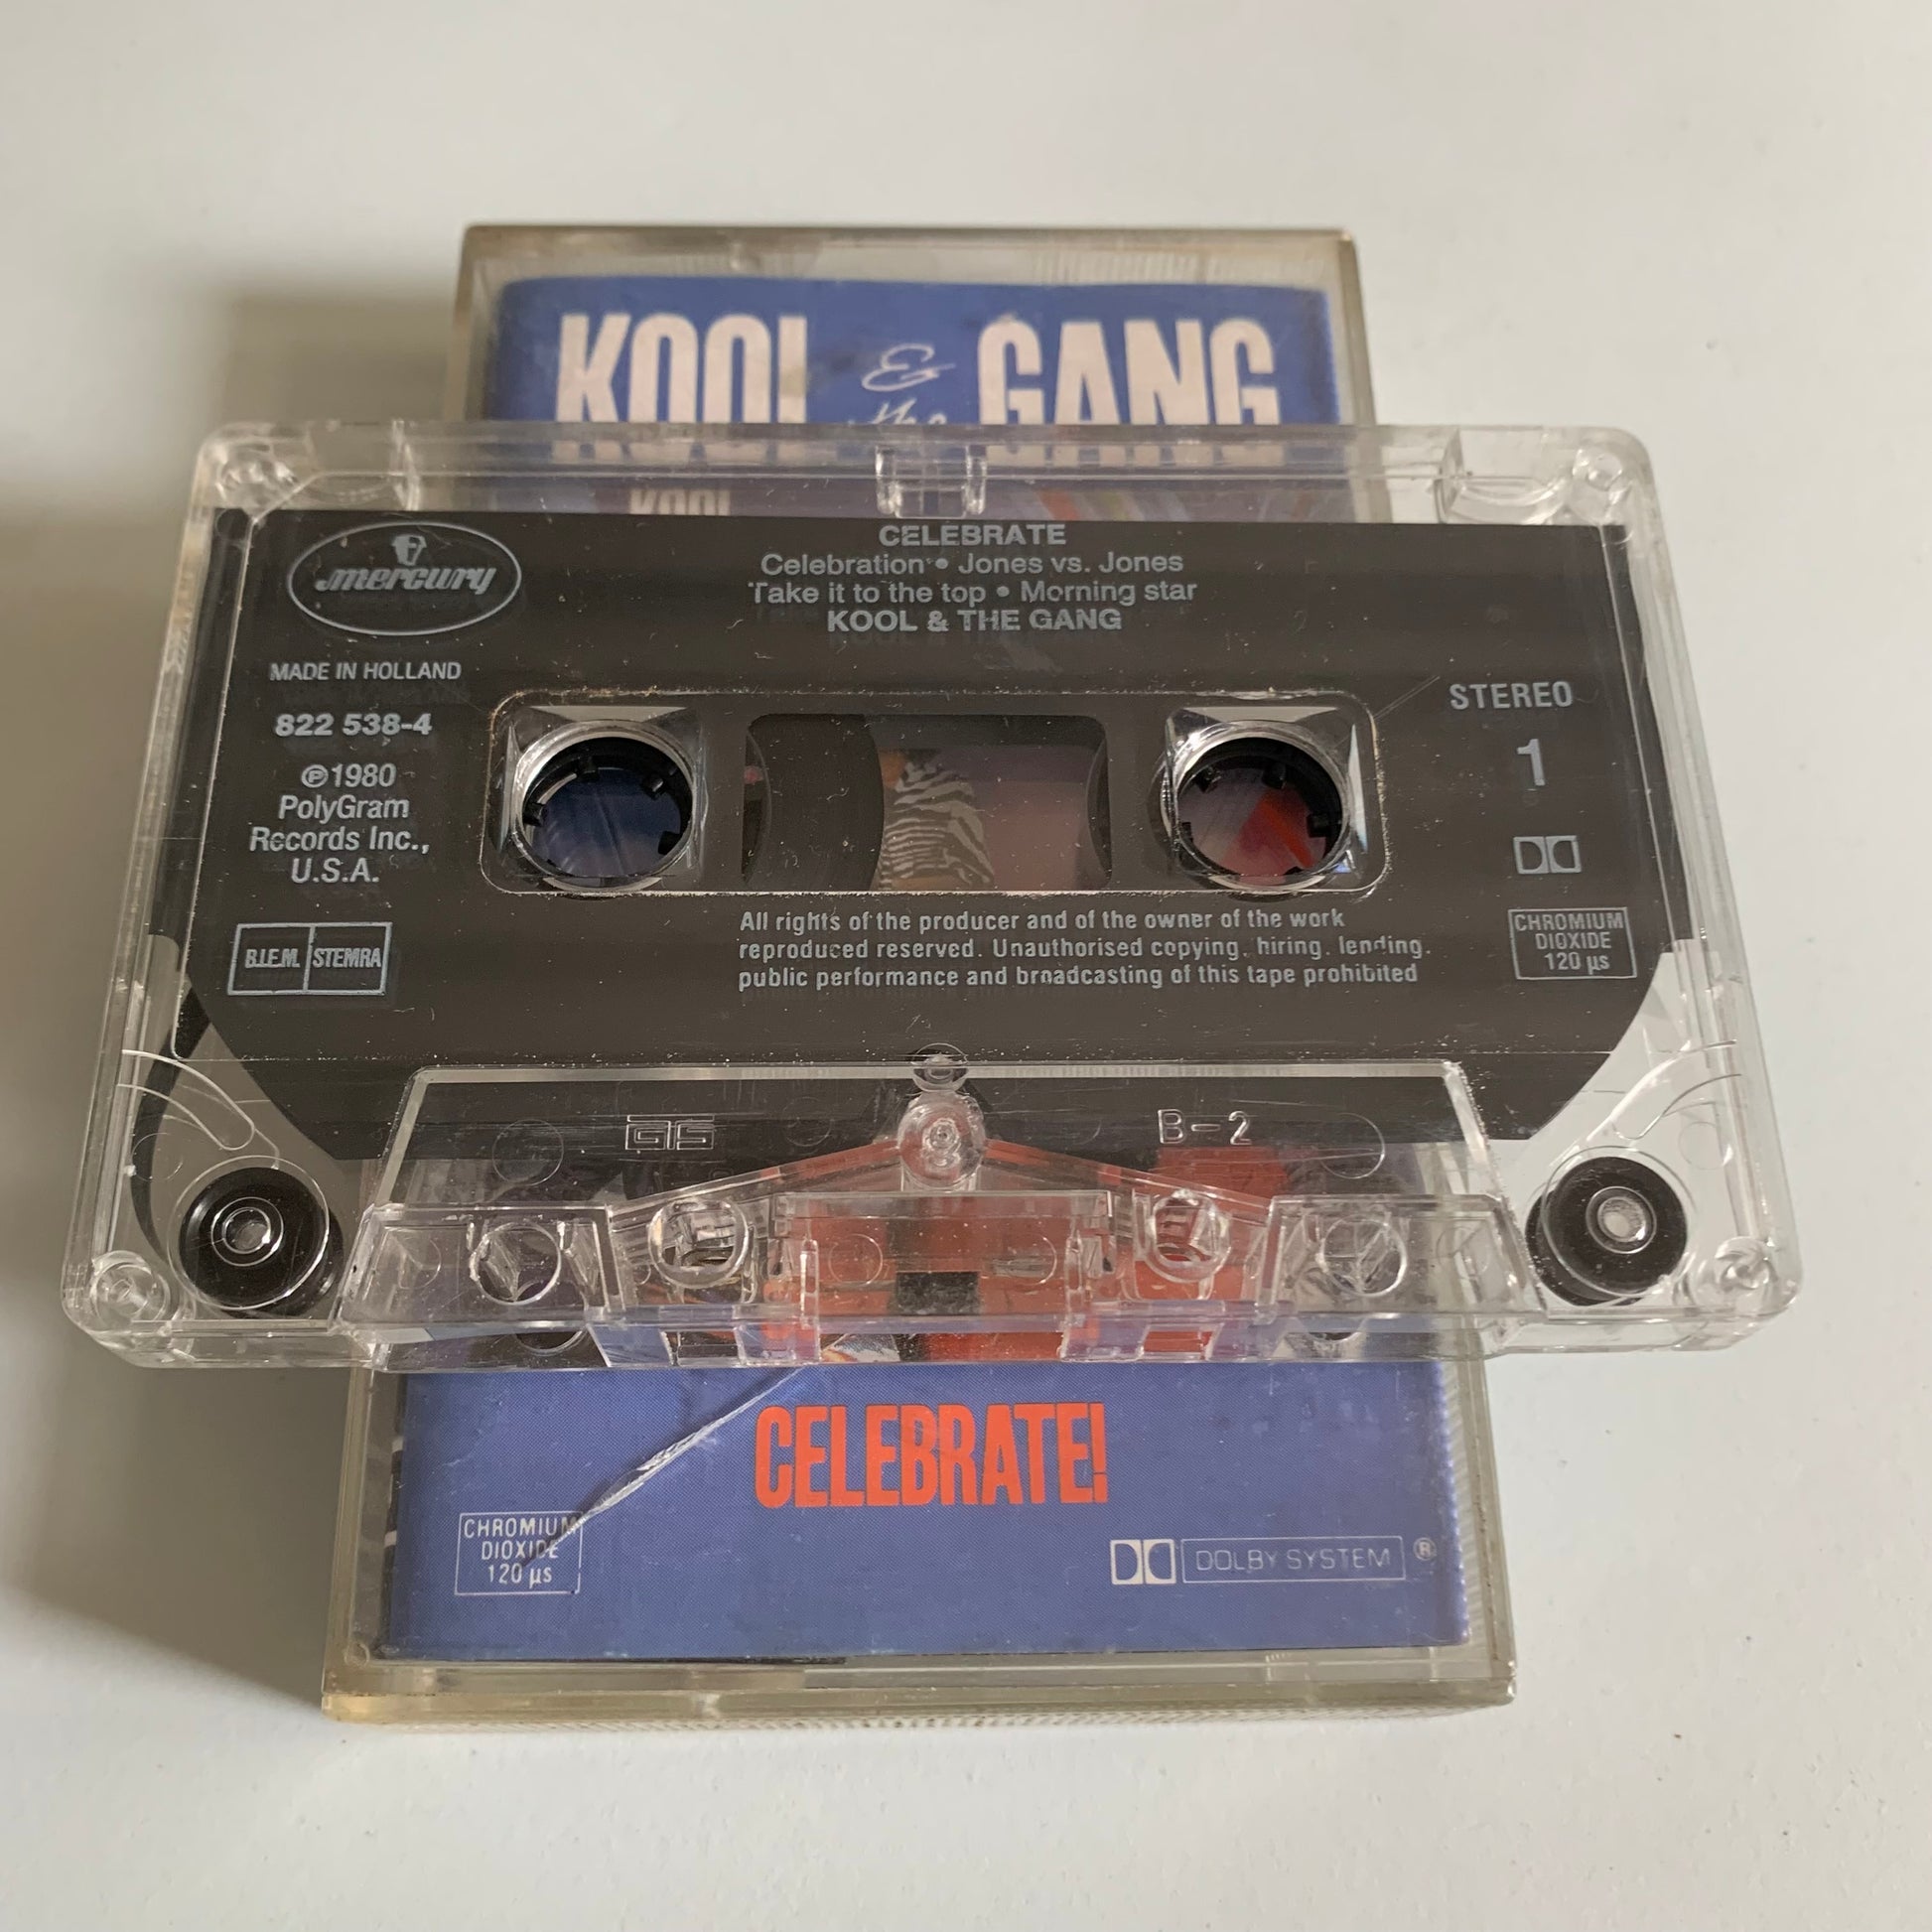 KOOL & the GANG
KOOL
mercury
CELEBRATE
Celebration • Jones vs. Jones
Take it to the top • Morning star
KOOL & THE GANG
MADE IN HOLLAND
822 538-4
℗1980
PolyGram
Records Inc.,
U.S.A.
B.I.E.M. STEMRA
STEREO
1
CHROMIUM
DIOXIDE
120 µs
All rights of the producer and of the owner of the work
reproduced reserved. Unauthorised copying, hiring, lending,
public performance and broadcasting of this tape prohibited
B-2
CELEBRATE!
CHROMIUM
DIOXIDE
120 µs
DOLBY SYSTEM ®